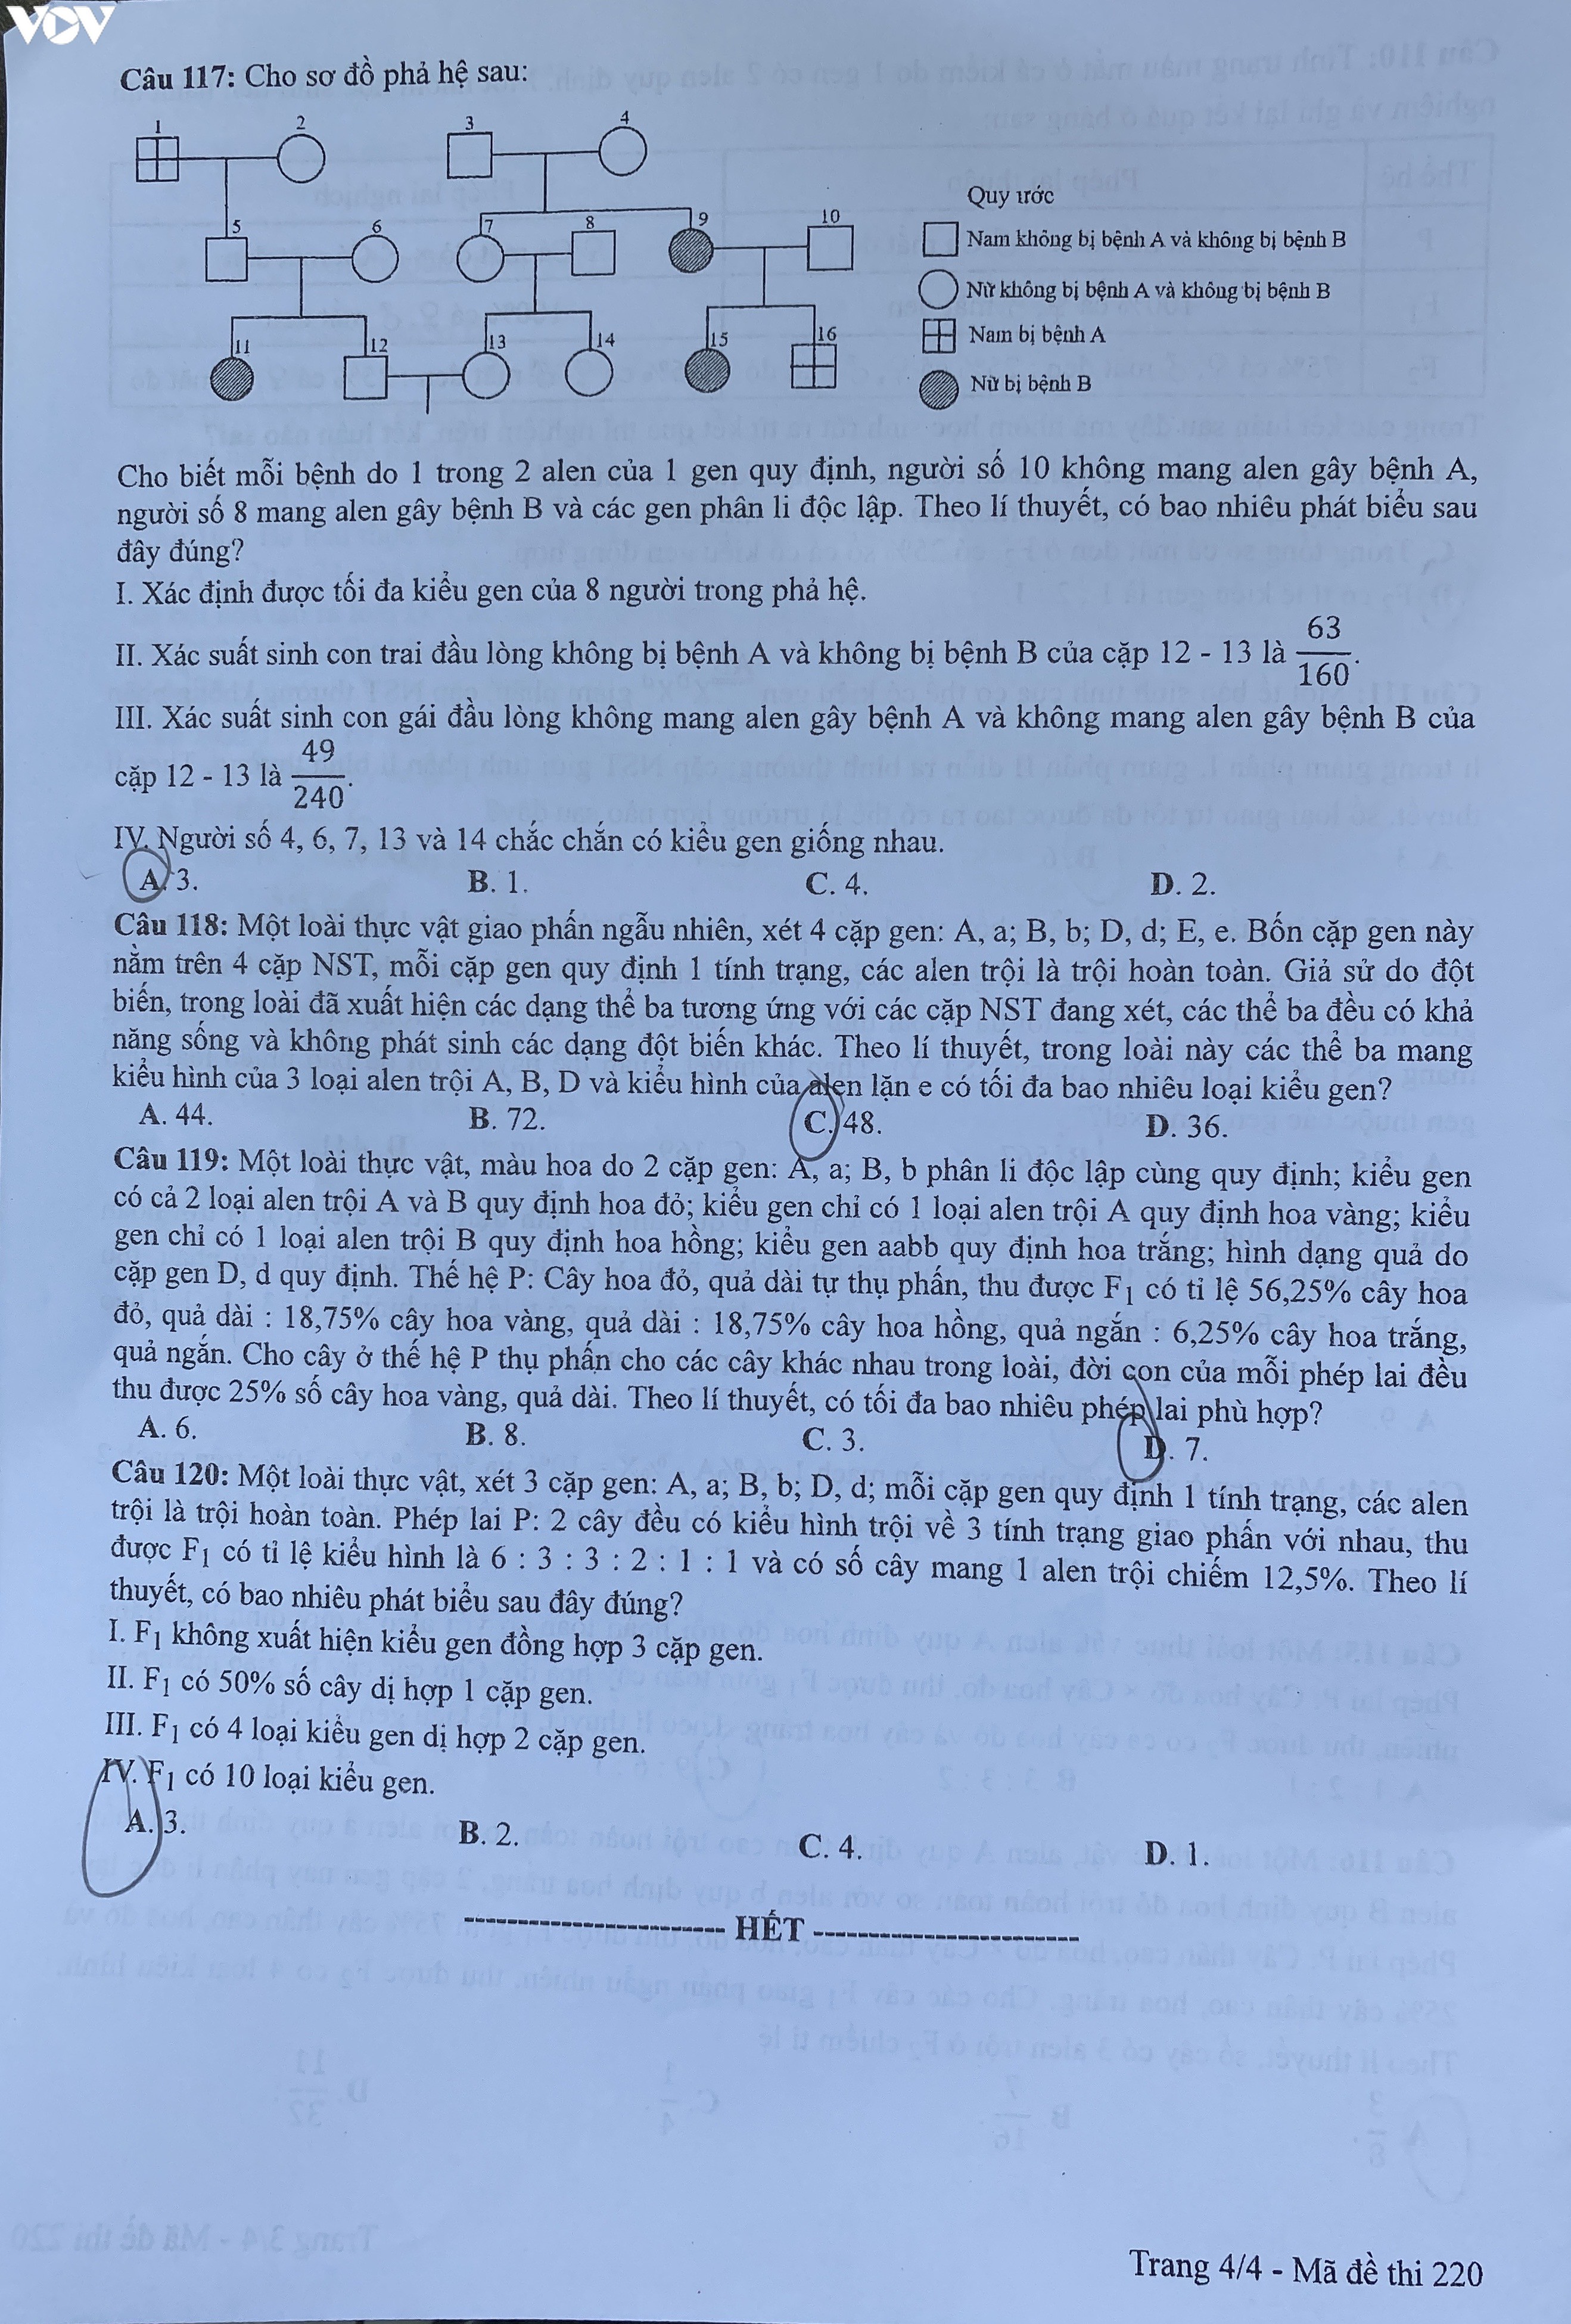 VOV
Câu 117: Cho sơ đồ phả hệ sau:
1 2 3 4
5 6 7 8 9 10
11 12 13 14 15 16
Quy ước
Nam không bị bệnh A và không bị bệnh B
Nữ không bị bệnh A và không bị bệnh B
Nam bị bệnh A
Nữ bị bệnh B
Cho biết mỗi bệnh do 1 trong 2 alen của 1 gen quy định, người số 10 không mang alen gây bệnh A,
người số 8 mang alen gây bệnh B và các gen phân li độc lập. Theo lí thuyết, có bao nhiêu phát biểu sau
đây đúng?
I. Xác định được tối đa kiểu gen của 8 người trong phả hệ.
II. Xác suất sinh con trai đầu lòng không bị bệnh A và không bị bệnh B của cặp 12 - 13 là 63/160.
III. Xác suất sinh con gái đầu lòng không mang alen gây bệnh A và không mang alen gây bệnh B của
cặp 12 - 13 là 49/240.
IV. Người số 4, 6, 7, 13 và 14 chắc chắn có kiểu gen giống nhau.
A. 3. B. 1. C. 4. D. 2.
Câu 118: Một loài thực vật giao phấn ngẫu nhiên, xét 4 cặp gen: A, a; B, b; D, d; E, e. Bốn cặp gen này
nằm trên 4 cặp NST, mỗi cặp gen quy định 1 tính trạng, các alen trội là trội hoàn toàn. Giả sử do đột
biến, trong loài đã xuất hiện các dạng thể ba tương ứng với các cặp NST đang xét, các thể ba đều có khả
năng sống và không phát sinh các dạng đột biến khác. Theo lí thuyết, trong loài này các thể ba mang
kiểu hình của 3 loại alen trội A, B, D và kiểu hình của alen lặn e có tối đa bao nhiêu loại kiểu gen?
A. 44. B. 72. C. 48. D. 36.
Câu 119: Một loài thực vật, màu hoa do 2 cặp gen: A, a; B, b phân li độc lập cùng quy định; kiểu gen
có cả 2 loại alen trội A và B quy định hoa đỏ; kiểu gen chỉ có 1 loại alen trội A quy định hoa vàng; kiểu
gen chỉ có 1 loại alen trội B quy định hoa hồng; kiểu gen aabb quy định hoa trắng; hình dạng quả do
cặp gen D, d quy định. Thế hệ P: Cây hoa đỏ, quả dài tự thụ phấn, thu được F1 có tỉ lệ 56,25% cây hoa
đỏ, quả dài : 18,75% cây hoa vàng, quả dài : 18,75% cây hoa hồng, quả ngắn : 6,25% cây hoa trắng,
quả ngắn. Cho cây ở thế hệ P thụ phấn cho các cây khác nhau trong loài, đời con của mỗi phép lai đều
thu được 25% số cây hoa vàng, quả dài. Theo lí thuyết, có tối đa bao nhiêu phép lai phù hợp?
A. 6. B. 8. C. 3. D. 7.
Câu 120: Một loài thực vật, xét 3 cặp gen: A, a; B, b; D, d; mỗi cặp gen quy định 1 tính trạng, các alen
trội là trội hoàn toàn. Phép lai P: 2 cây đều có kiểu hình trội về 3 tính trạng giao phấn với nhau, thu
được F1 có tỉ lệ kiểu hình là 6 : 3 : 3 : 2 : 1 : 1 và có số cây mang 1 alen trội chiếm 12,5%. Theo lí
thuyết, có bao nhiêu phát biểu sau đây đúng?
I. F1 không xuất hiện kiểu gen đồng hợp 3 cặp gen.
II. F1 có 50% số cây dị hợp 1 cặp gen.
III. F1 có 4 loại kiểu gen dị hợp 2 cặp gen.
IV. F1 có 10 loại kiểu gen.
A. 3. B. 2. C. 4. D. 1.
HẾT
Trang 4/4 - Mã đề thi 220